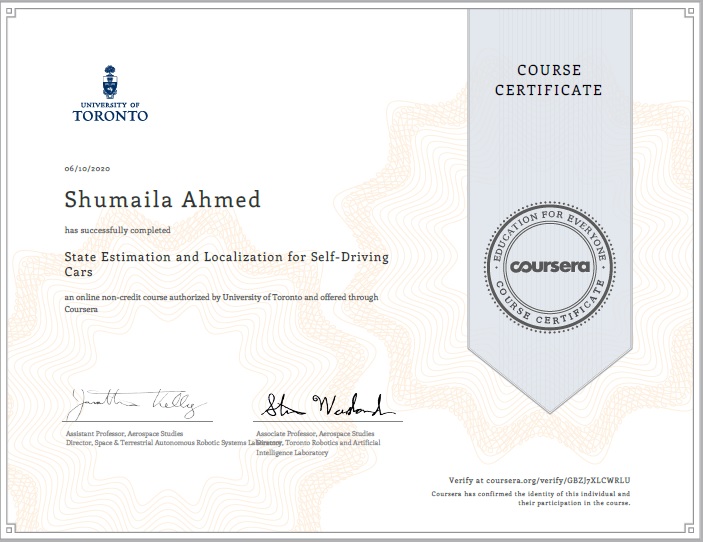 UNIVERSITY OF
TORONTO
COURSE
CERTIFICATE
06/10/2020
Shumaila Ahmed
has successfully completed
State Estimation and Localization for Self-Driving
Cars
an online non-credit course authorized by University of Toronto and offered through
Coursera
EDUCATION FOR EVERYONE
coursera
COURSE CERTIFICATE
Assistant Professor, Aerospace Studies
Director, Space & Terrestrial Autonomous Robotic Systems Laboratory
Associate Professor, Aerospace Studies
Director, Toronto Robotics and Artificial
Intelligence Laboratory
Verify at coursera.org/verify/GBZJ7XLCWRLU
Coursera has confirmed the identity of this individual and
their participation in the course.